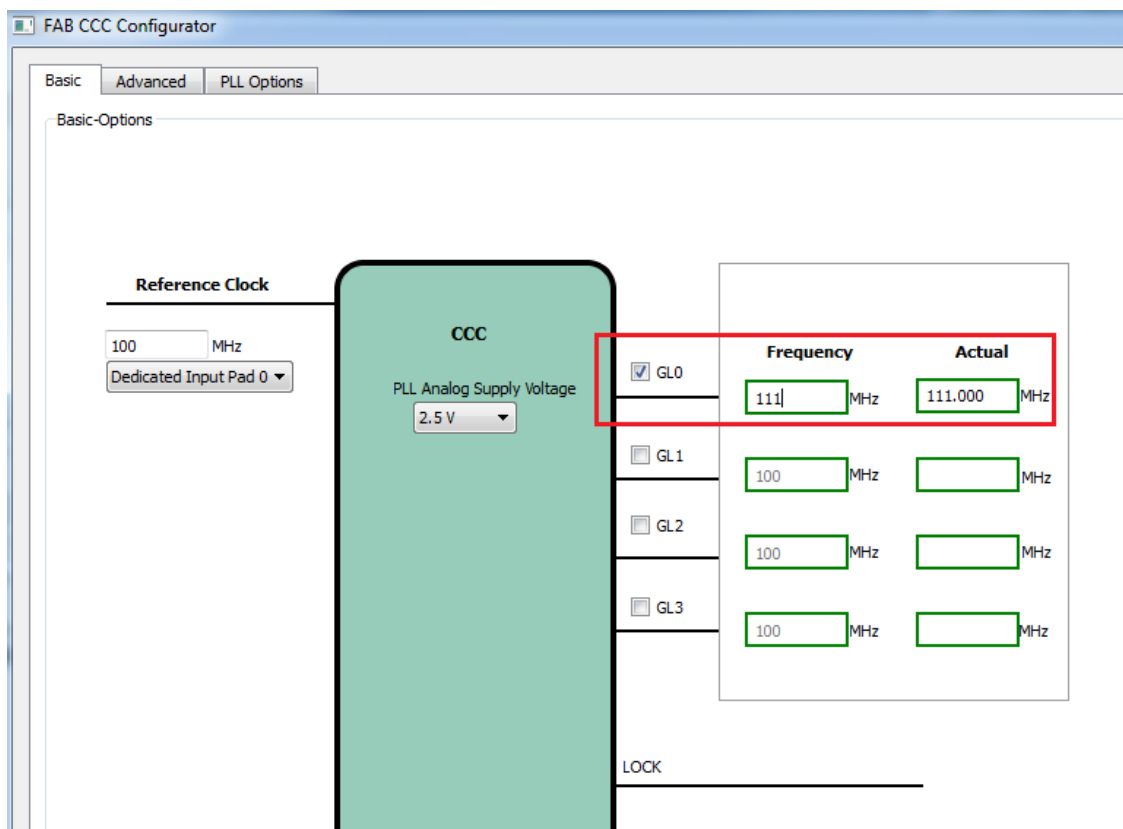 FAB CCC Configurator
Basic Advanced PLL Options
Basic-Options
Reference Clock
100 MHz
Dedicated Input Pad 0
CCC
PLL Analog Supply Voltage
2.5 V
Frequency Actual
GL0
111 MHz 111.000 MHz
GL1
100 MHz MHz
GL2
100 MHz MHz
GL3
100 MHz MHz
LOCK